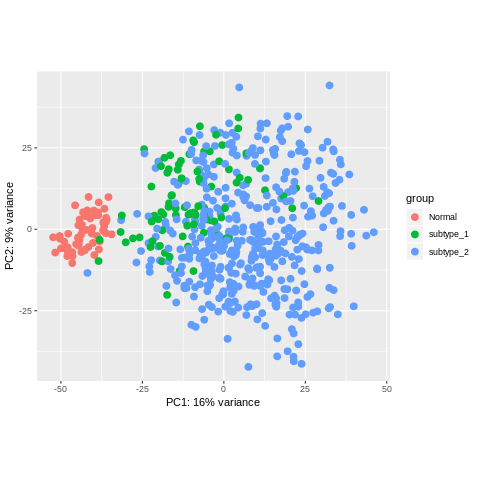 25
0
-25
PC2: 9% variance
-50
-25
0
25
50
PC1: 16% variance
group
Normal
subtype_1
subtype_2